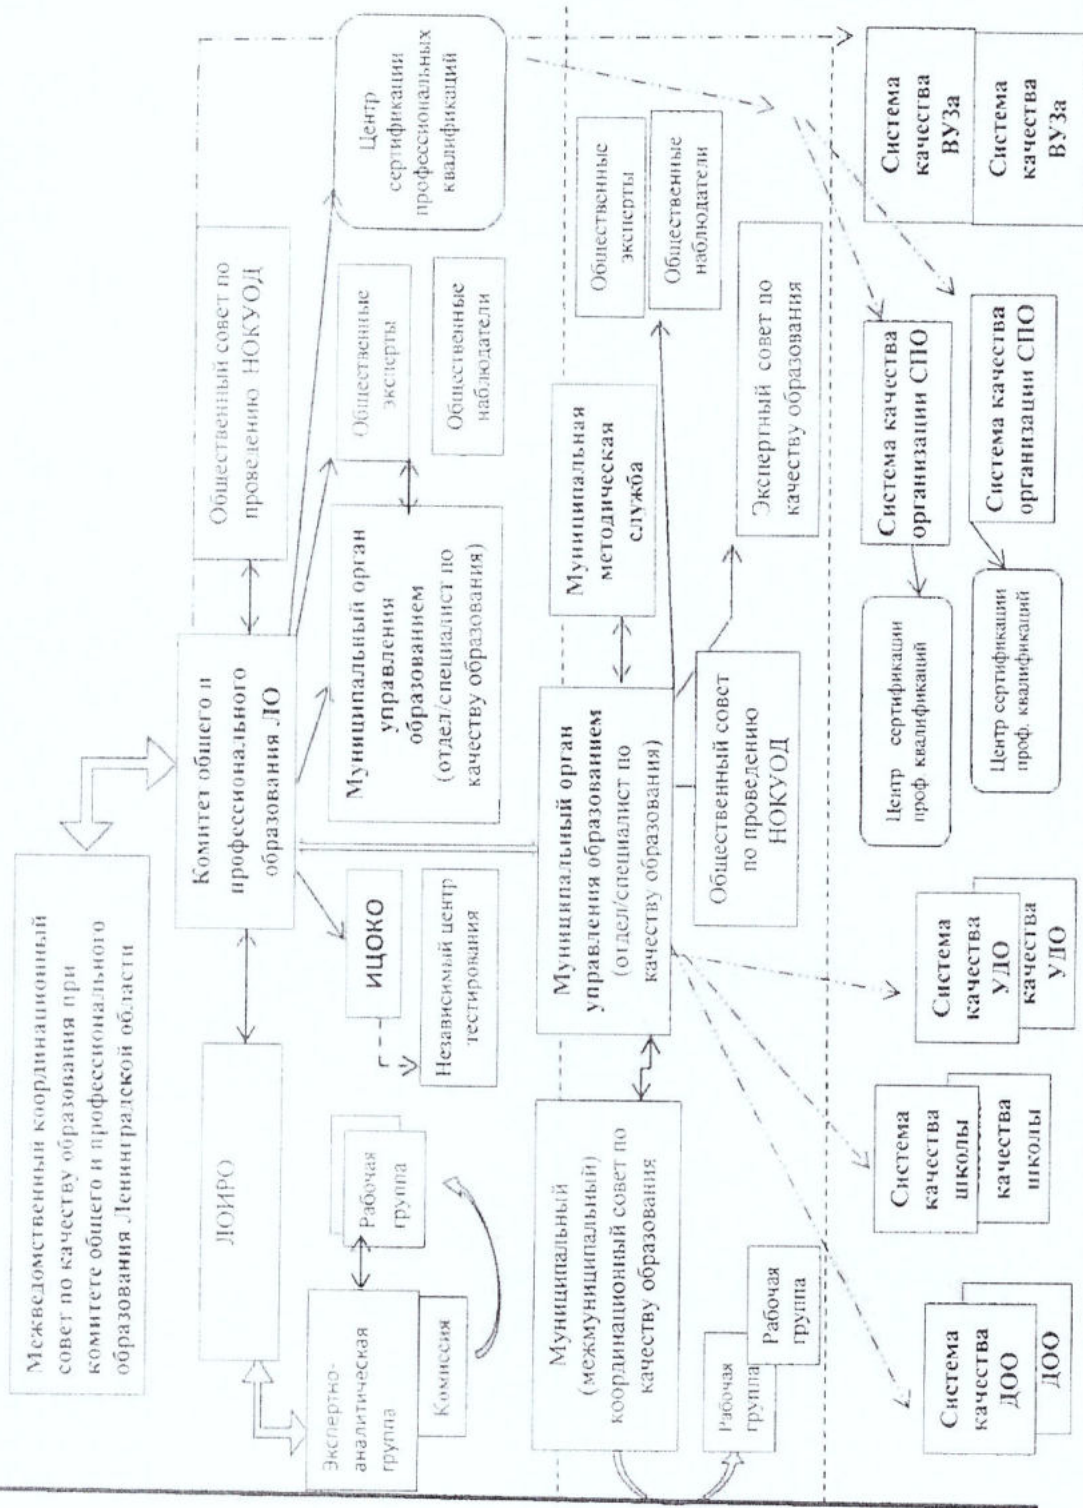 Межведомственный координационный
совет по качеству образования при
комитете общего и профессионального
образования Ленинградской области
ЛОИРО
Комитет общего и
профессионального
образования ЛО
Общественный совет по
проведению НОКУОД
Экспертно-
аналитическая
группа
Комиссия
Рабочая
группа
ИЦОКО
Независимый центр
тестирования
Муниципальный орган
управления
образованием
(отдел/специалист по
качеству образования)
Общественные
эксперты
Общественные
наблюдатели
Центр
сертификации
профессиональных
квалификаций
Муниципальный
(межмуниципальный)
координационный совет по
качеству образования
Рабочая
группа
Рабочая
группа
Муниципальный орган
управления образованием
(отдел/специалист по
качеству образования)
Муниципальная
методическая
служба
Общественные
эксперты
Общественные
наблюдатели
Общественный совет
по проведению
НОКУОД
Экспертный совет по
качеству образования
Система
качества
ДОО
ДОО
Система
качества
школы
качества
школы
Система
качества
УДО
качества
УДО
Центр сертификации
проф квалификаций
Центр сертификации
проф. квалификаций
Система качества
организации СПО
Система качества
организации СПО
Система
качества
ВУЗа
Система
качества
ВУЗа